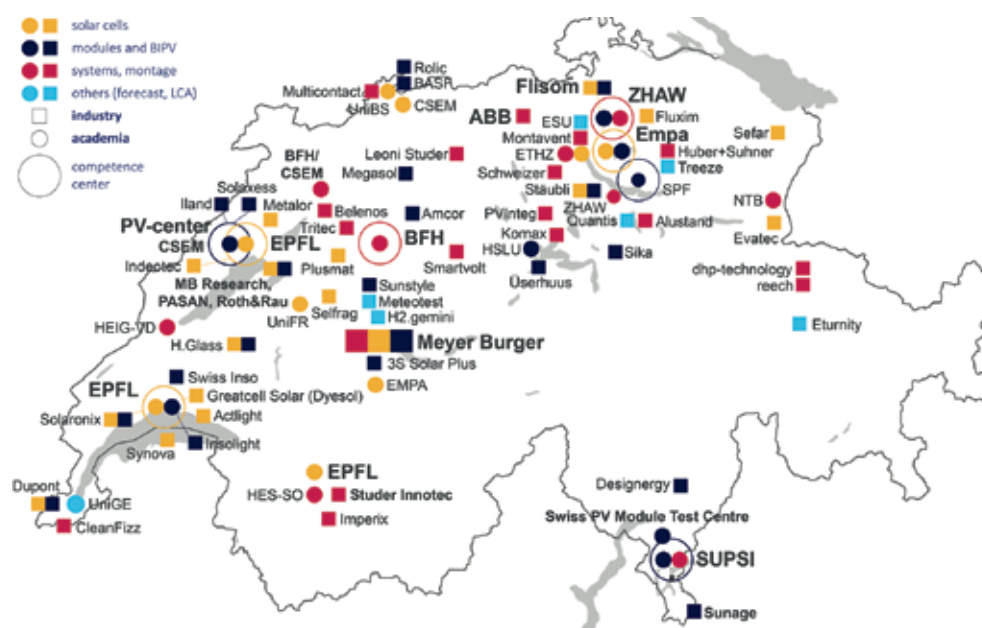 solar cells
modules and BIPV
systems, montage
others (forecast, LCA)
industry
academia
competence
center
Rolic
BASF
Multicontact
UniBS
CSEM
Flisom
ZHAW
ABB
ESU
Fluxim
Montavent
Empa
Sefar
Leoni Studer
ETHZ
Huber+Suhner
BFH/
CSEM
Megasol
Schweizer
Treeze
Solaxess
Stäubli
SPF
Iland
Metalor
ZHAW
NTB
Belenos
Amcor
PVInteg
Quantis
Alustand
PV-center
Tritec
CSEM
EPFL
BFH
Komax
Evatec
HSLU
Sika
Indeotec
Plusmat
Smartvolt
dhp-technology
MB Research,
Sunstyle
Üserhuus
reech
PASAN, Roth&Rau
Meteotest
Selfrag
UniFR
H2.gemini
Eturnity
HEIG-VD
H.Glass
Meyer Burger
3S Solar Plus
Swiss Inso
EMPA
EPFL
Greatcell Solar (Dyesol)
Solaronix
Actlight
Insolight
Synova
EPFL
Dupont
Designergy
HES-SO
Studer Innotec
UniGE
Imperix
Swiss PV Module Test Centre
CleanFizz
SUPSI
Sunage